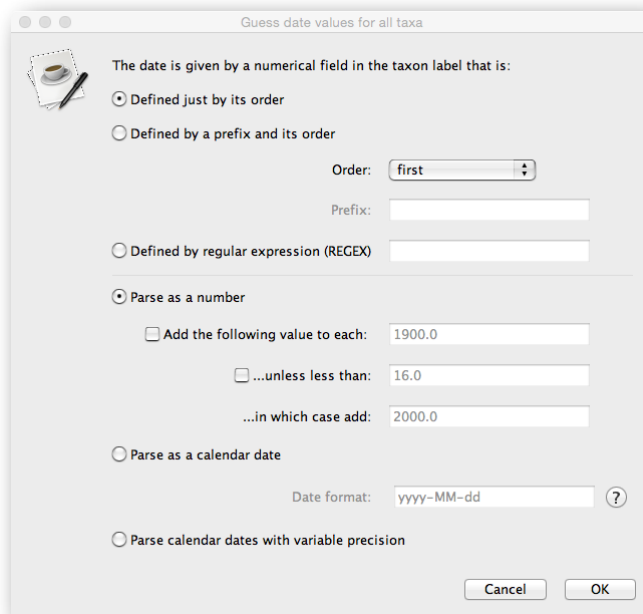 Guess date values for all taxa
The date is given by a numerical field in the taxon label that is:
Defined just by its order
Defined by a prefix and its order
Order: first
Prefix:
Defined by regular expression (REGEX)
Parse as a number
Add the following value to each: 1900.0
...unless less than: 16.0
...in which case add: 2000.0
Parse as a calendar date
Date format: yyyy-MM-dd ?
Parse calendar dates with variable precision
Cancel OK